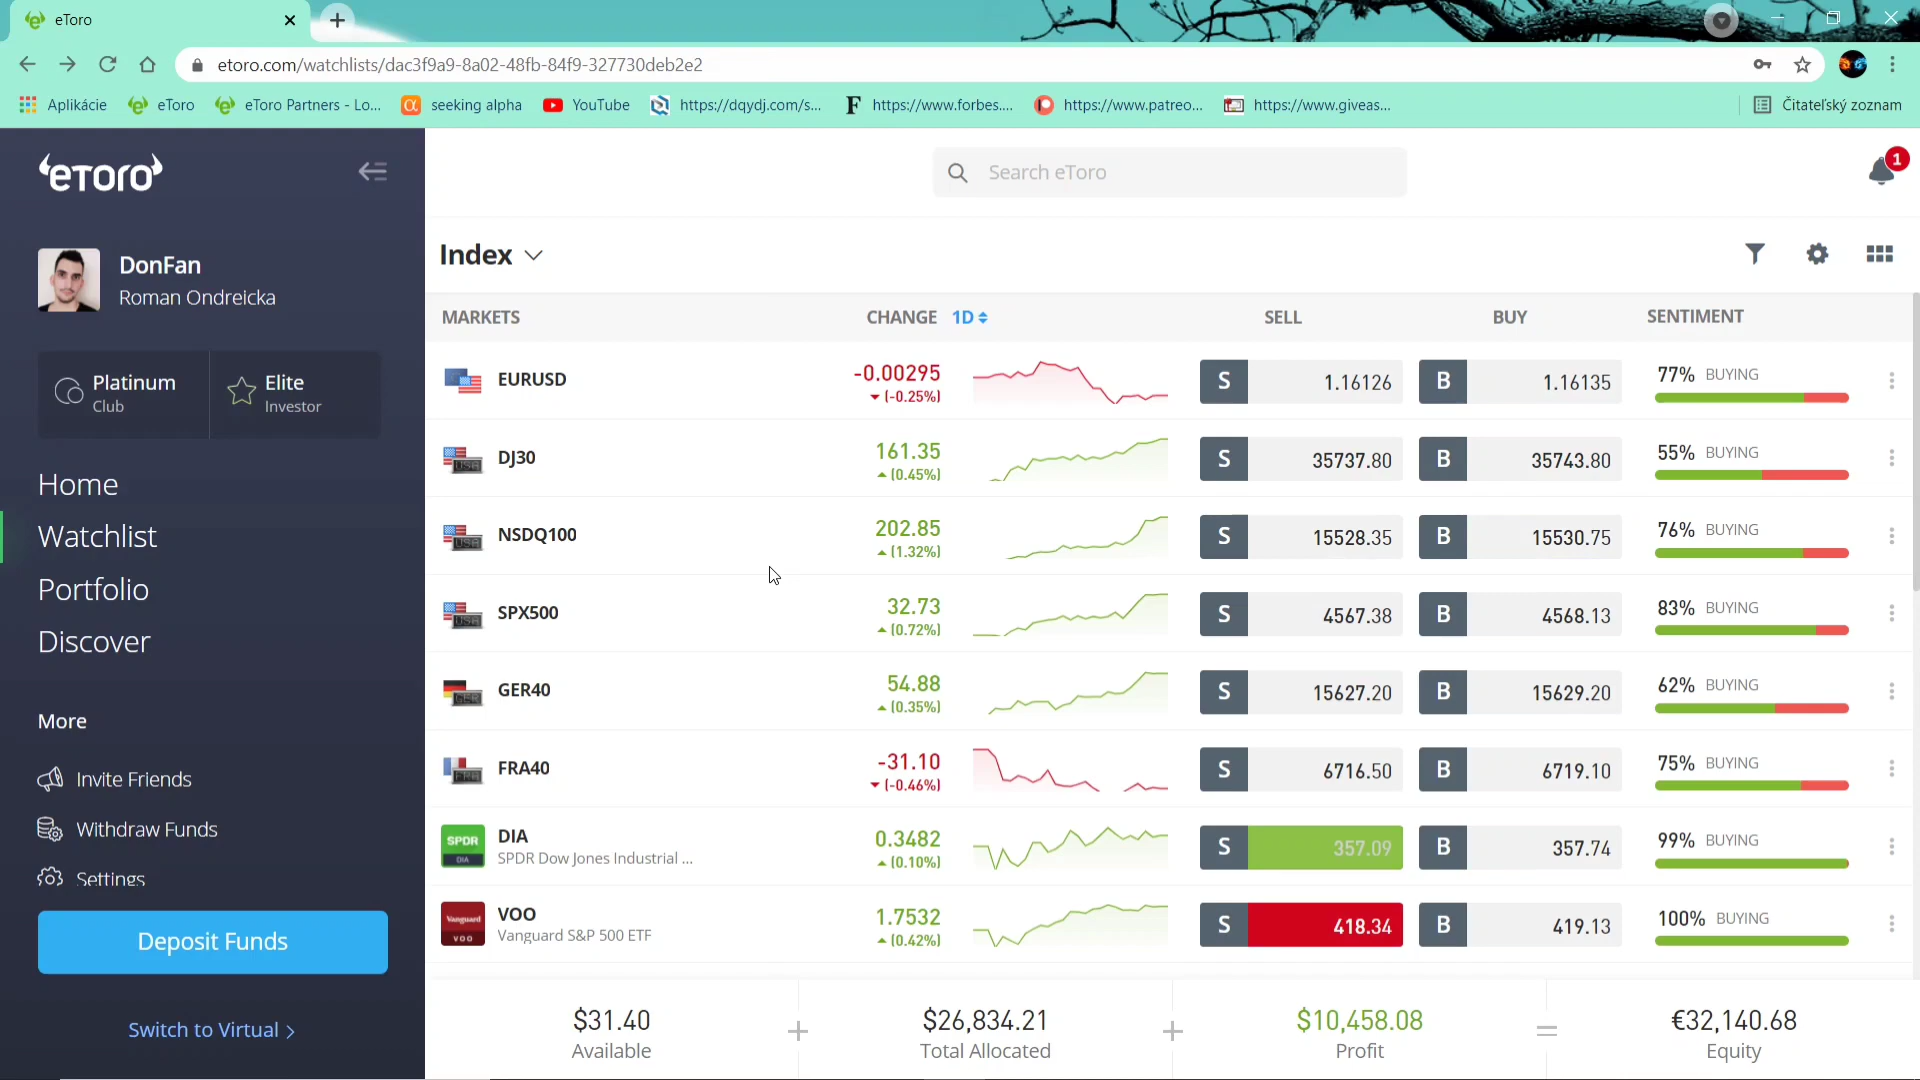 eToro
etoro.com/watchlists/dac3f9a9-8a02-48fb-84f9-327730deb2e2
Aplikácie eToro eToro Partners - Lo... seeking alpha YouTube https://dqydj.com/s... https://www.forbes.... https://www.patreo... https://www.giveas... Čitateľský zoznam
eToro
Search eToro
1
DonFan
Roman Ondreicka
Platinum
Club
Elite
Investor
Home
Watchlist
Portfolio
Discover
More
Invite Friends
Withdraw Funds
Settings
Deposit Funds
Switch to Virtual >
Index
MARKETS CHANGE 1D SELL BUY SENTIMENT
EURUSD -0.00295 S 1.16126 B 1.16135 77% BUYING
(-0.25%)
USA DJ30 161.35 S 35737.80 B 35743.80 55% BUYING
(0.45%)
USA NSDQ100 202.85 S 15528.35 B 15530.75 76% BUYING
(1.32%)
USA SPX500 32.73 S 4567.38 B 4568.13 83% BUYING
(0.72%)
GER GER40 54.88 S 15627.20 B 15629.20 62% BUYING
(0.35%)
FRA FRA40 -31.10 S 6716.50 B 6719.10 75% BUYING
(-0.46%)
SPDR DIA DIA 0.3482 S 357.09 B 357.74 99% BUYING
SPDR Dow Jones Industrial ... (0.10%)
Vanguard VOO VOO 1.7532 S 418.34 B 419.13 100% BUYING
Vanguard S&P 500 ETF (0.42%)
$31.40 + $26,834.21 + $10,458.08 = €32,140.68
Available Total Allocated Profit Equity